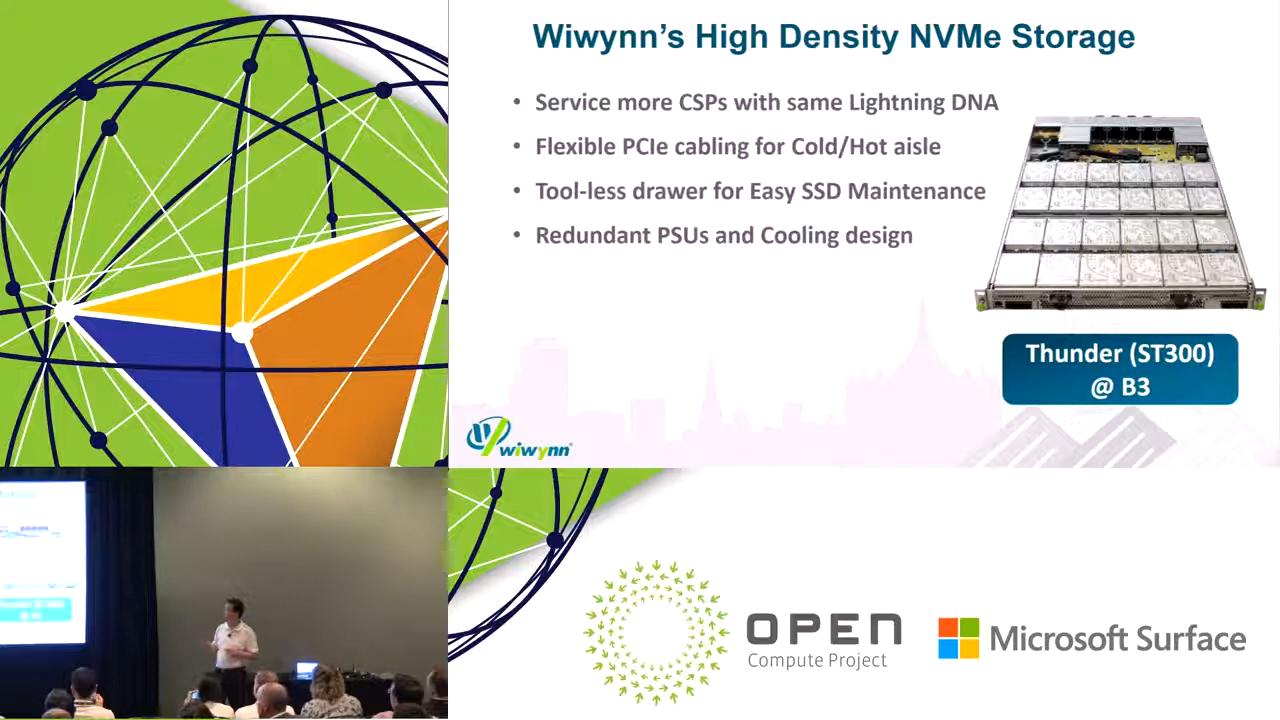 Wiwynn's High Density NVMe Storage
• Service more CSPs with same Lightning DNA
• Flexible PCIe cabling for Cold/Hot aisle
• Tool-less drawer for Easy SSD Maintenance
• Redundant PSUs and Cooling design
Thunder (ST300)
@ B3
wiwynn
OPEN
Compute Project
Microsoft Surface